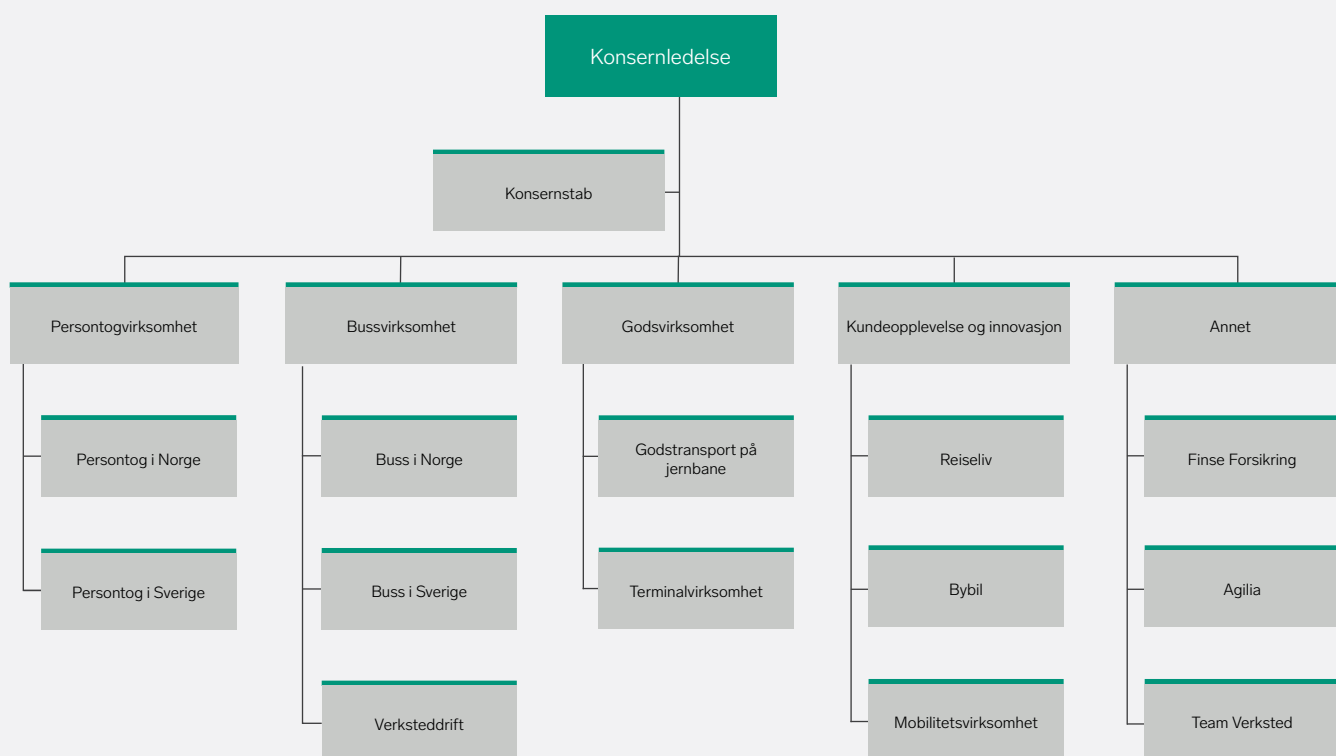 Konsernledelse
Konsernstab
Persontogvirksomhet
Bussvirksomhet
Godsvirksomhet
Kundeopplevelse og innovasjon
Annet
Persontog i Norge
Buss i Norge
Godstransport på
jernbane
Reiseliv
Finse Forsikring
Persontog i Sverige
Buss i Sverige
Terminalvirksomhet
Bybil
Agilia
Verksteddrift
Mobilitetsvirksomhet
Team Verksted